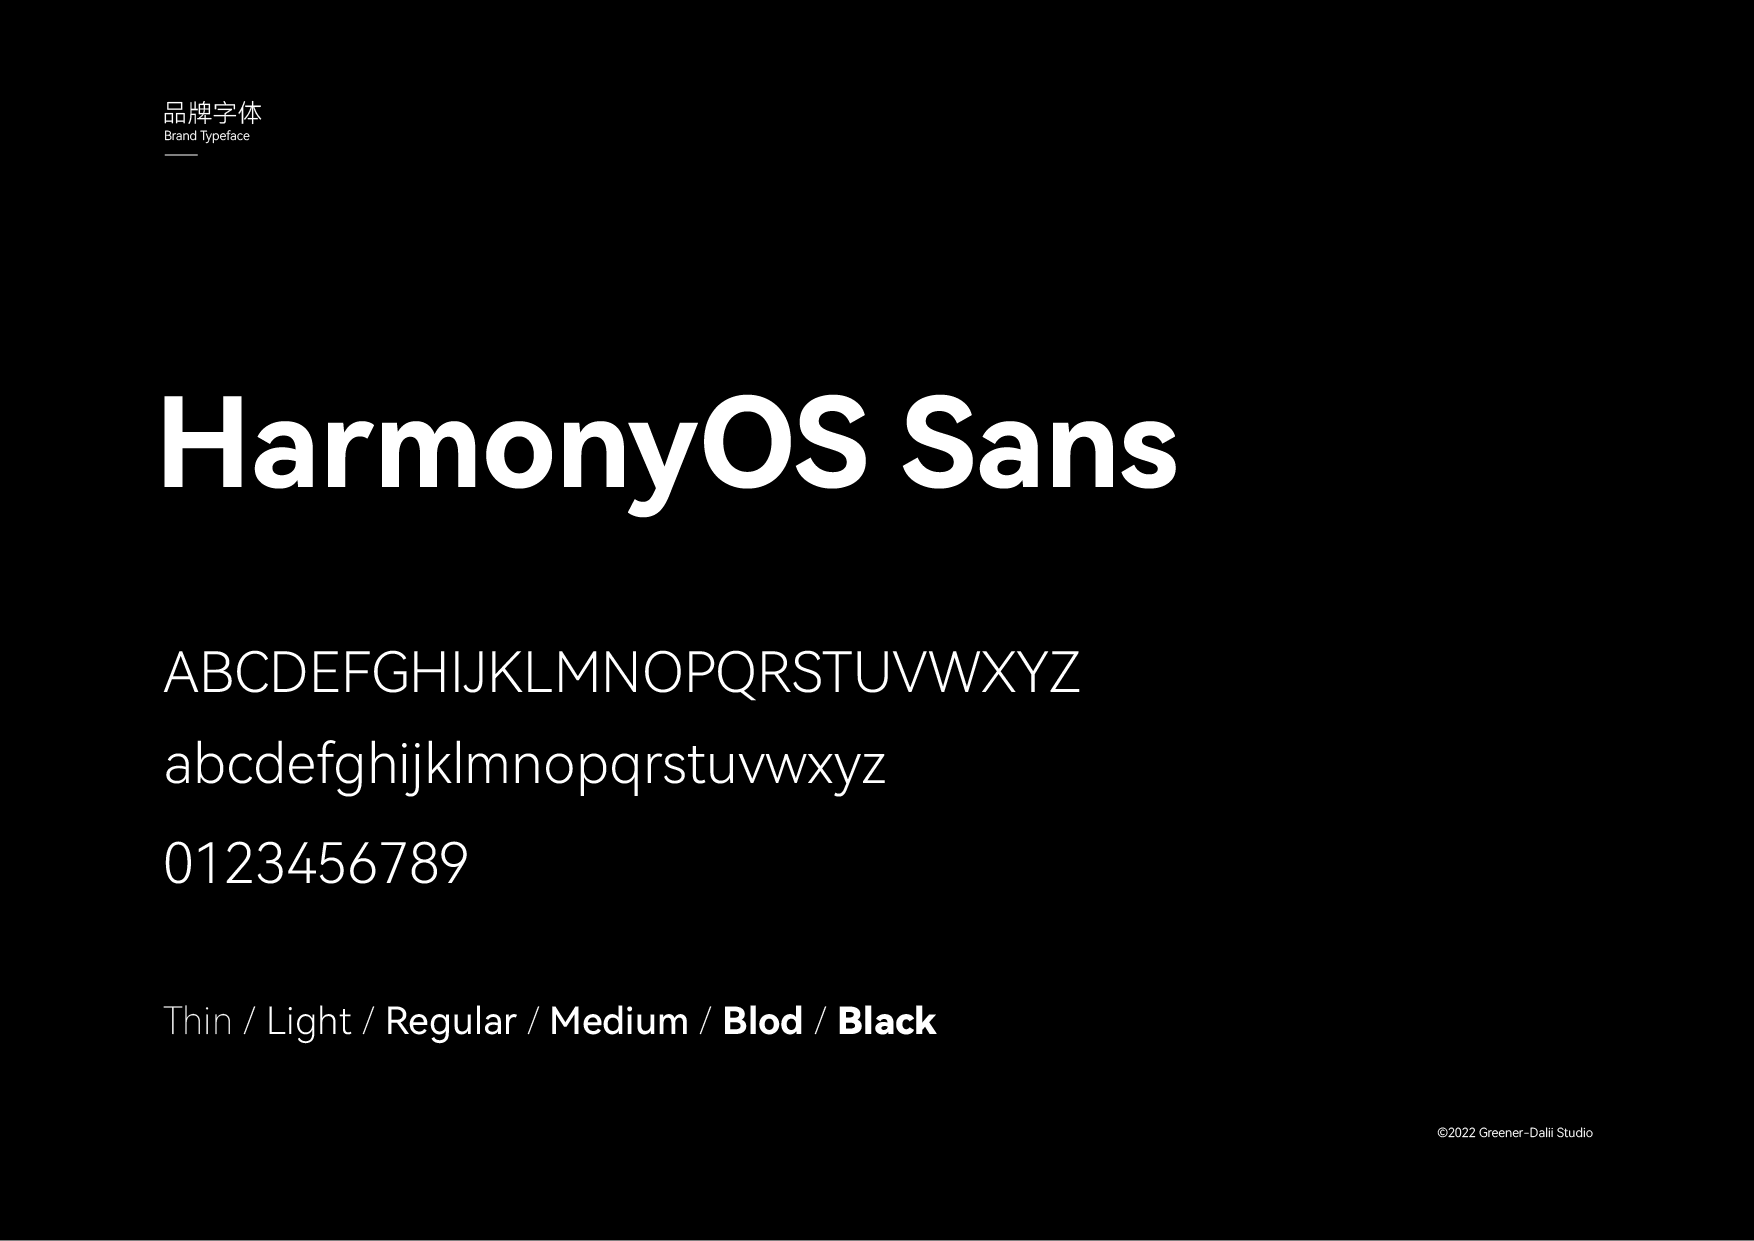 品牌字体
Brand Typeface
HarmonyOS Sans
ABCDEFGHIJKLMNOPQRSTUVWXYZ
abcdefghijklmnopqrstuvwxyz
0123456789
Thin / Light / Regular / Medium / Blod / Black
©2022 Greener-Dalii Studio